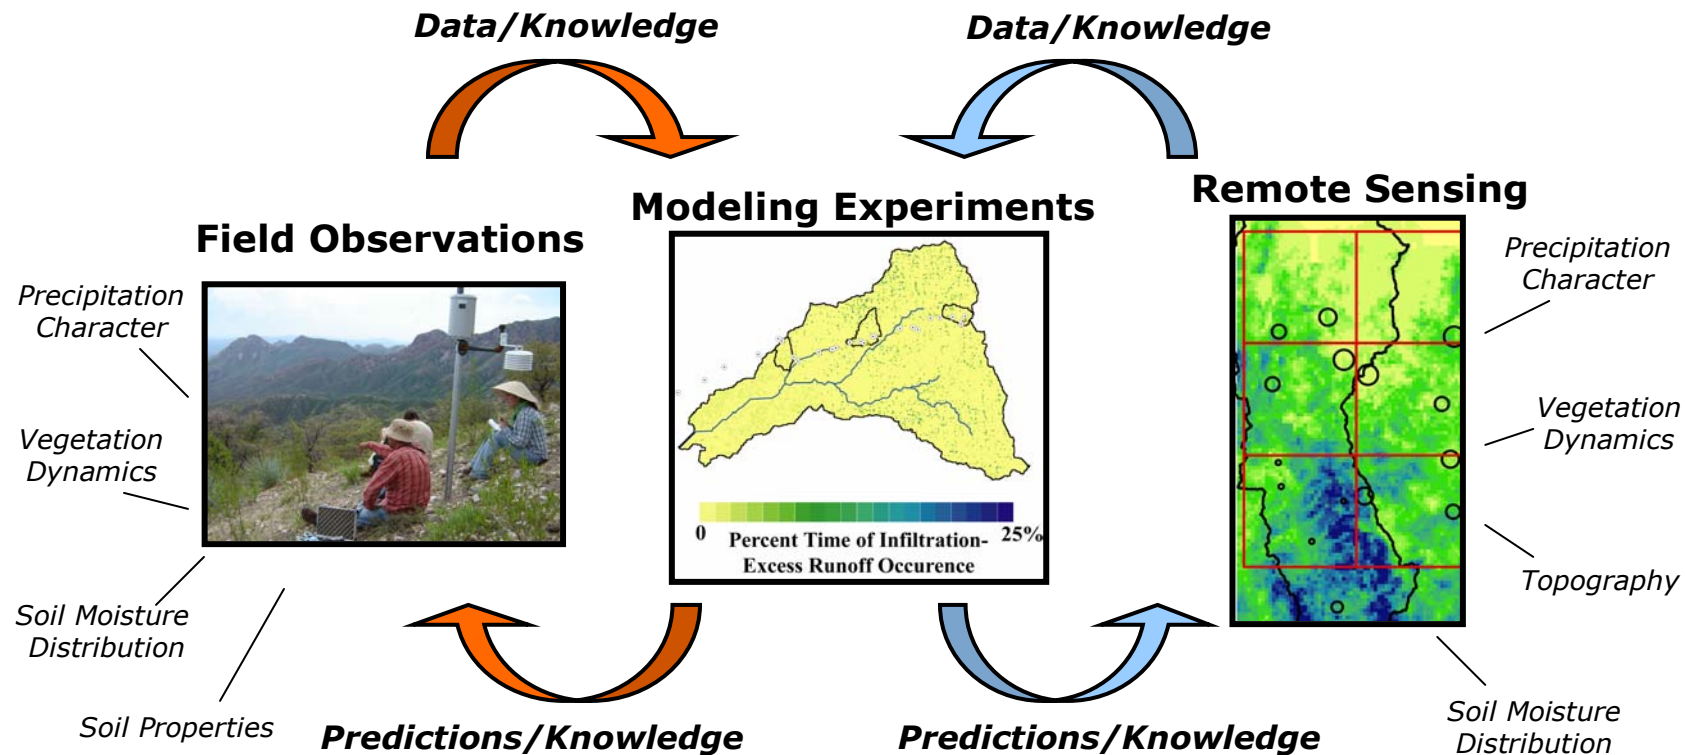 Data/Knowledge
Data/Knowledge
Field Observations
Modeling Experiments
Remote Sensing
Precipitation
Character
Vegetation
Dynamics
Soil Moisture
Distribution
Soil Properties
0
25%
Percent Time of Infiltration-
Excess Runoff Occurence
Precipitation
Character
Vegetation
Dynamics
Topography
Soil Moisture
Distribution
Predictions/Knowledge
Predictions/Knowledge